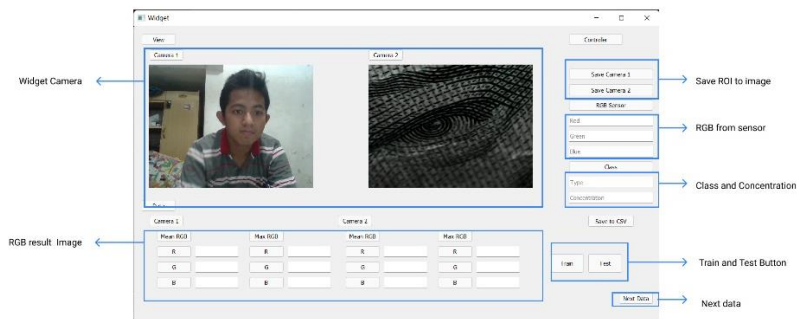 Widget
View
Controller
Camera 1
Camera 2
Save Camera 1
Save Camera 2
RGB Sensor
Red
Green
Blue
Class
Type
Concentration
Save to CSV
Camera 1
Camera 2
Mean RGB
Max RGB
Mean RGB
Max RGB
R
R
R
R
G
G
G
G
B
B
B
B
Train
Test
Next Data
Widget Camera
RGB result Image
Save ROI to image
RGB from sensor
Class and Concentration
Train and Test Button
Next data